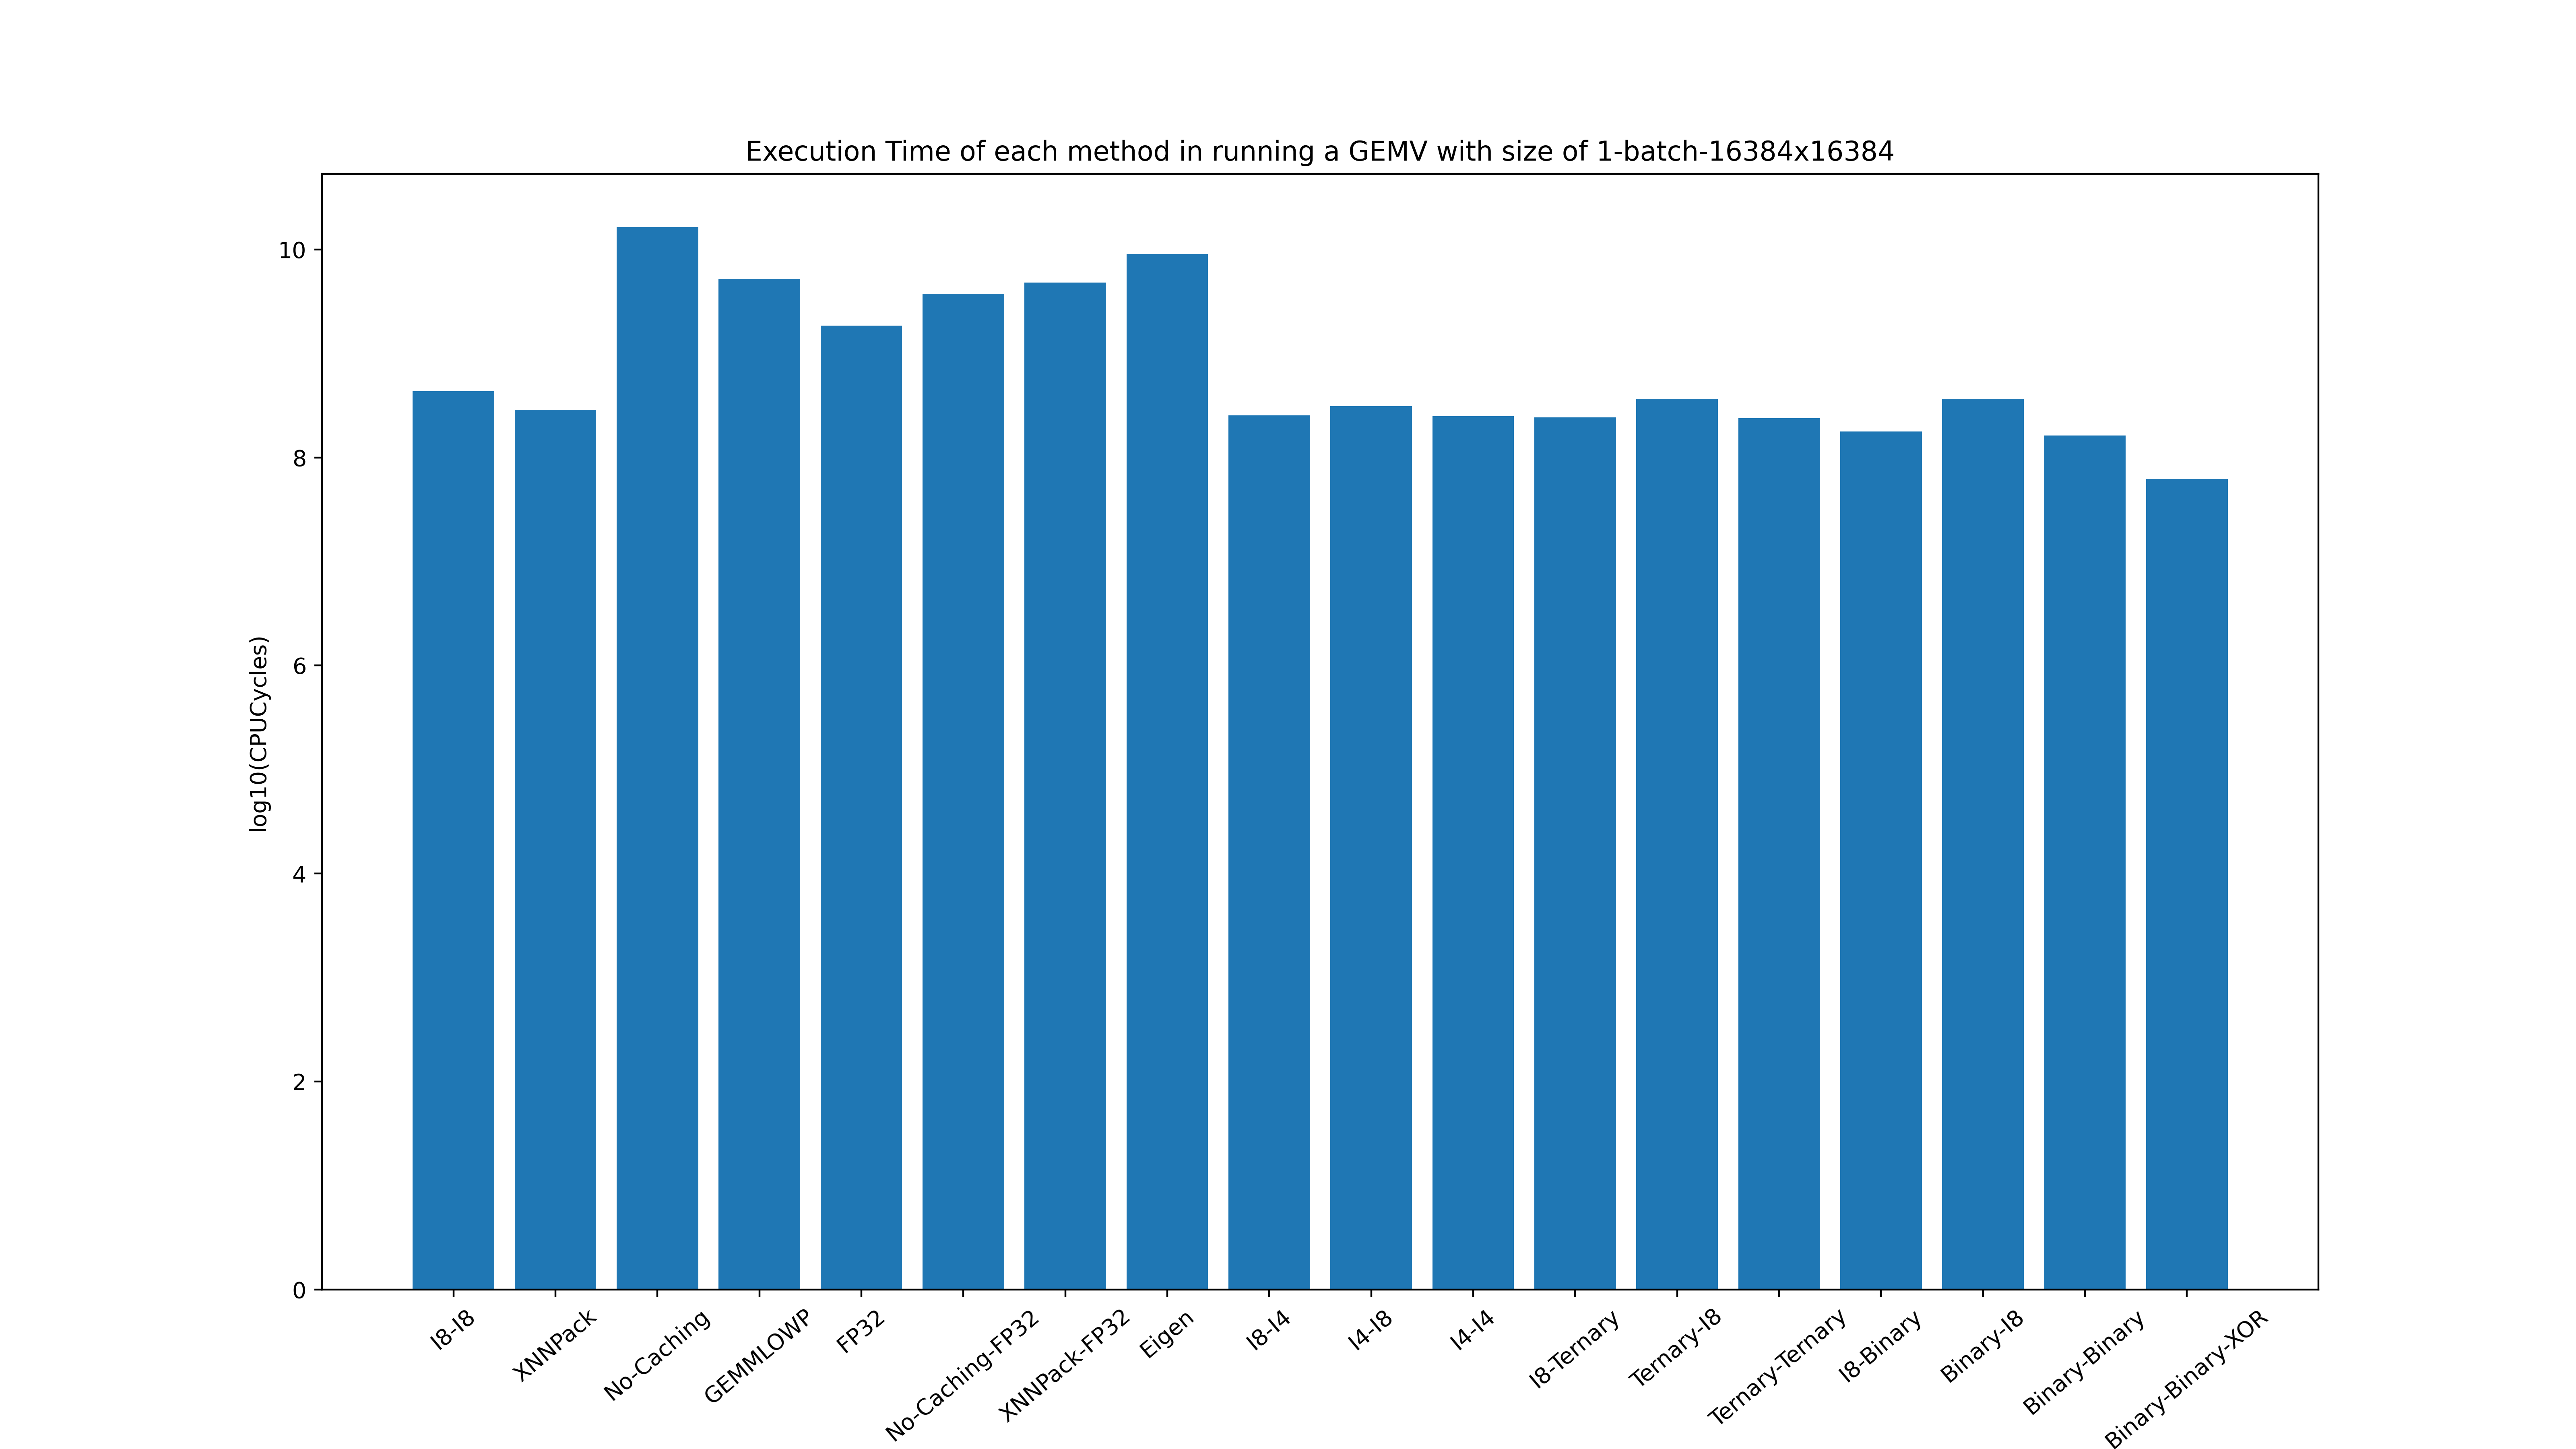 Execution Time of each method in running a GEMV with size of 1-batch-16384x16384
log10(CPUCycles)
10
8
6
4
2
0
I8-I8
XNNPack
No-Caching
GEMMLOWP
FP32
No-Caching-FP32
XNNPack-FP32
Eigen
I8-I4
I4-I8
I4-I4
I8-Ternary
Ternary-I8
Ternary-Ternary
I8-Binary
Binary-I8
Binary-Binary
Binary-Binary-XOR